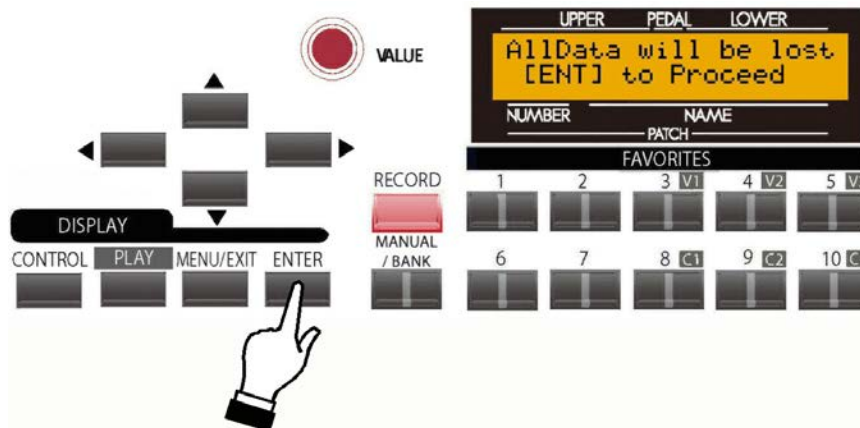 UPPER PEDAL LOWER
AllData will be lost
[ENT] to Proceed
NUMBER NAME
PATCH
VALUE
FAVORITES
RECORD
1 2 3 V1 4 V2 5
DISPLAY
MANUAL
/ BANK
CONTROL PLAY MENU/EXIT ENTER
6 7 8 C1 9 C2 10